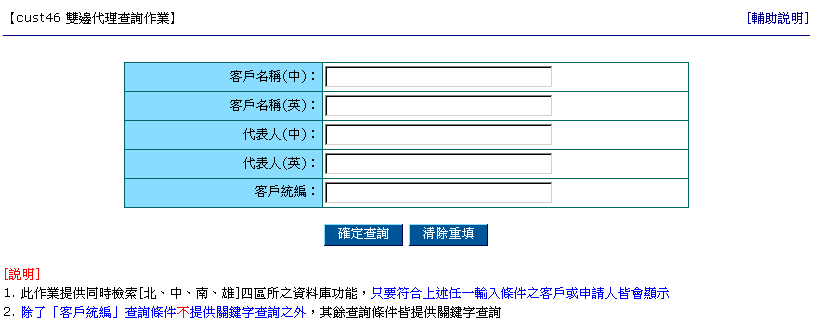 【cust46 雙邊代理查詢作業】 [輔助説明]
客戶名稱(中)：
客戶名稱(英)：
代表人(中)：
代表人(英)：
客戶統編：
確定查詢 清除重填
[説明]
1. 此作業提供同時檢索[北、中、南、雄]四區所之資料庫功能，只要符合上述任一輸入條件之客戶或申請人皆會顯示
2. 除了「客戶統編」查詢條件不提供關鍵字查詢之外，其餘查詢條件皆提供關鍵字查詢